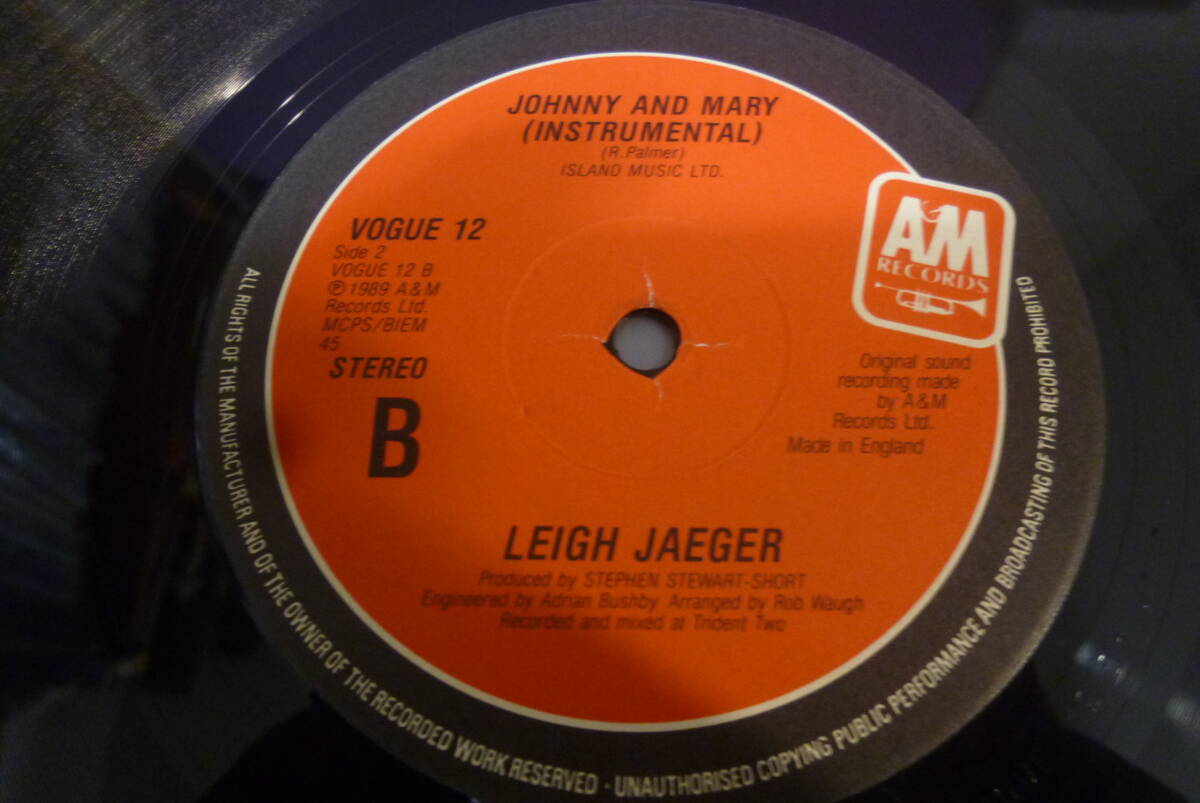 JOHNNY AND MARY
(INSTRUMENTAL)
(R.Palmer)
ISLAND MUSIC LTD.
VOGUE 12
Side 2
VOGUE 12 B
℗ 1989 A&M
Records Ltd.
MCPS/BIEM
45
STEREO
B
A&M
RECORDS
Original sound
recording made
by A&M
Records Ltd.
Made in England
LEIGH JAEGER
Produced by STEPHEN STEWART-SHORT
Engineered by Adrian Bushby Arranged by Rob Waugh
Recorded and mixed at Trident Two
ALL RIGHTS OF THE MANUFACTURER AND OF THE OWNER OF THE RECORDED WORK RESERVED - UNAUTHORISED COPYING PUBLIC PERFORMANCE AND BROADCASTING OF THIS RECORD PROHIBITED